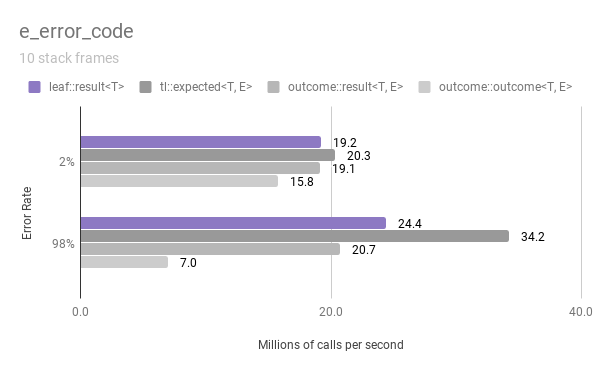 e_error_code
10 stack frames
leaf::result<T> tl::expected<T, E> outcome::result<T, E> outcome::outcome<T, E>
Error Rate
2%
19.2
20.3
19.1
15.8
98%
24.4
34.2
20.7
7.0
0.0 20.0 40.0
Millions of calls per second